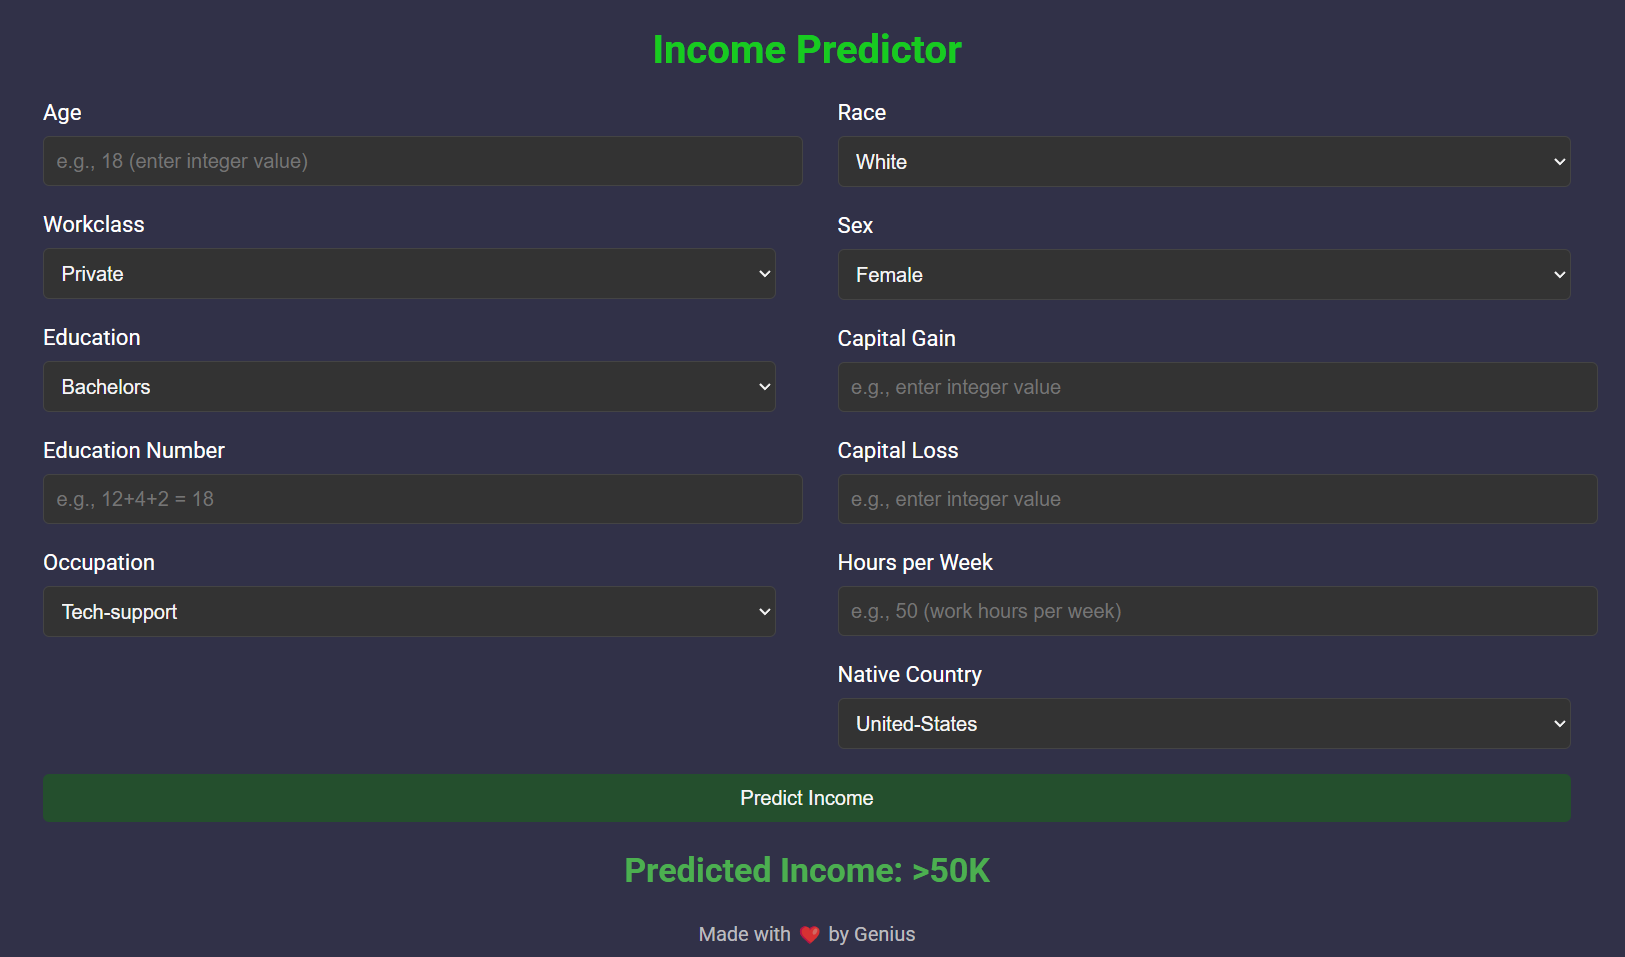 Income Predictor
Age
e.g., 18 (enter integer value)
Workclass
Private
Education
Bachelors
Education Number
e.g., 12+4+2 = 18
Occupation
Tech-support
Race
White
Sex
Female
Capital Gain
e.g., enter integer value
Capital Loss
e.g., enter integer value
Hours per Week
e.g., 50 (work hours per week)
Native Country
United-States
Predict Income
Predicted Income: >50K
Made with ❤️ by Genius